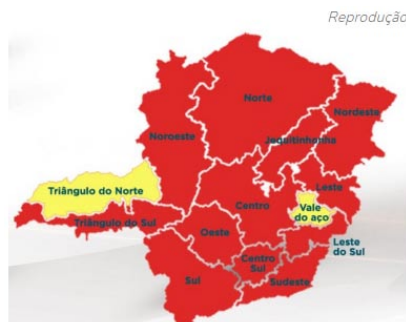 Reprodução
Norte
Nordeste
Jequitinhonha
Noroeste
Triângulo do Norte
Leste
Centro
Vale
do aço
Triângulo do Sul
Oeste
Leste
do Sul
Centro
Sul
Sul
Sudeste